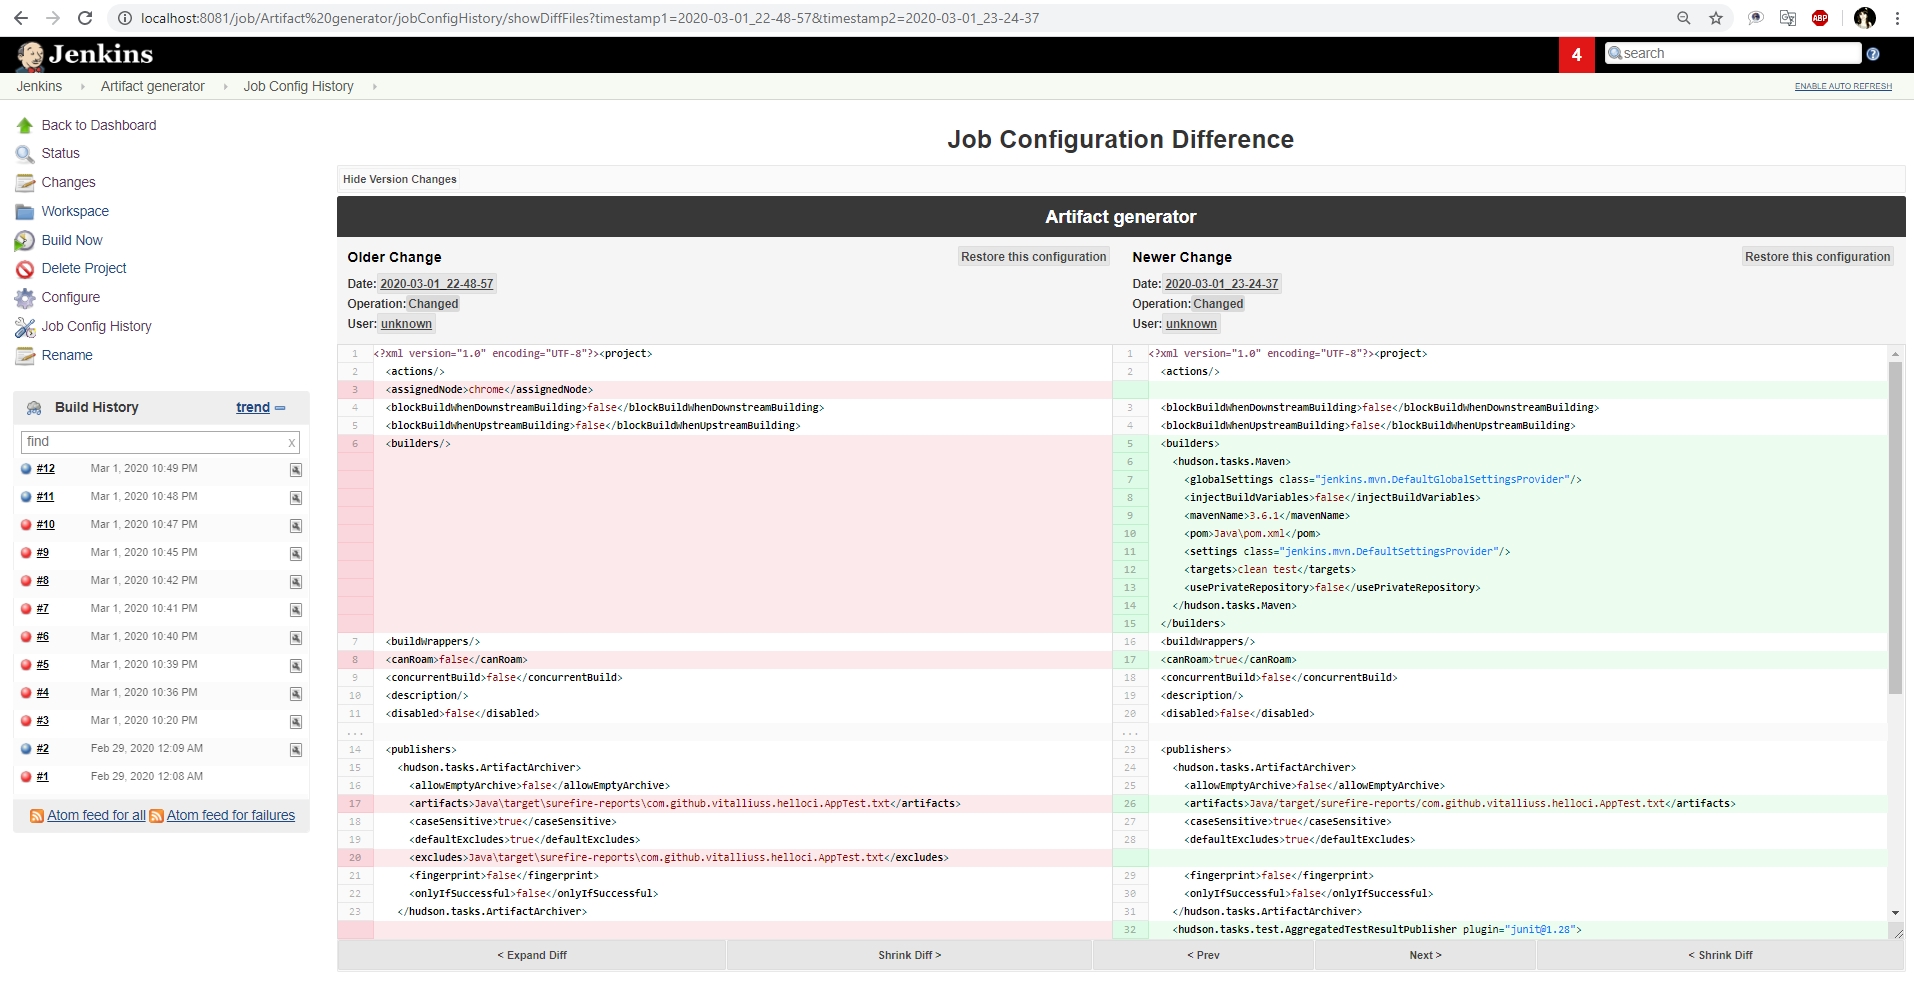 localhost:8081/job/Artifact%20generator/jobConfigHistory/showDiffFiles?timestamp1=2020-03-01_22-48-57&timestamp2=2020-03-01_23-24-37
ABP
Jenkins
4
search
Jenkins Artifact generator Job Config History
ENABLE AUTO REFRESH
Back to Dashboard
Status
Changes
Workspace
Build Now
Delete Project
Configure
Job Config History
Rename
Build History
trend
find
x
#12 Mar 1, 2020 10:49 PM
#11 Mar 1, 2020 10:48 PM
#10 Mar 1, 2020 10:47 PM
#9 Mar 1, 2020 10:45 PM
#8 Mar 1, 2020 10:42 PM
#7 Mar 1, 2020 10:41 PM
#6 Mar 1, 2020 10:40 PM
#5 Mar 1, 2020 10:39 PM
#4 Mar 1, 2020 10:36 PM
#3 Mar 1, 2020 10:20 PM
#2 Feb 29, 2020 12:09 AM
#1 Feb 29, 2020 12:08 AM
Atom feed for all Atom feed for failures
Job Configuration Difference
Hide Version Changes
Artifact generator
Older Change
Restore this configuration
Date: 2020-03-01_22-48-57
Operation: Changed
User: unknown
1 <?xml version="1.0" encoding="UTF-8"?><project>
2 <actions/>
3 <assignedNode>chrome</assignedNode>
4 <blockBuildWhenDownstreamBuilding>false</blockBuildWhenDownstreamBuilding>
5 <blockBuildWhenUpstreamBuilding>false</blockBuildWhenUpstreamBuilding>
6 <builders/>
7 <buildWrappers/>
8 <canRoam>false</canRoam>
9 <concurrentBuild>false</concurrentBuild>
10 <description/>
11 <disabled>false</disabled>
...
14 <publishers>
15 <hudson.tasks.ArtifactArchiver>
16 <allowEmptyArchive>false</allowEmptyArchive>
17 <artifacts>Java\target\surefire-reports\com.github.vitalliuss.helloci.AppTest.txt</artifacts>
18 <caseSensitive>true</caseSensitive>
19 <defaultExcludes>true</defaultExcludes>
20 <excludes>Java\target\surefire-reports\com.github.vitalliuss.helloci.AppTest.txt</excludes>
21 <fingerprint>false</fingerprint>
22 <onlyIfSuccessful>false</onlyIfSuccessful>
23 </hudson.tasks.ArtifactArchiver>
Newer Change
Restore this configuration
Date: 2020-03-01_23-24-37
Operation: Changed
User: unknown
1 <?xml version="1.0" encoding="UTF-8"?><project>
2 <actions/>
3 <blockBuildWhenDownstreamBuilding>false</blockBuildWhenDownstreamBuilding>
4 <blockBuildWhenUpstreamBuilding>false</blockBuildWhenUpstreamBuilding>
5 <builders>
6 <hudson.tasks.Maven>
7 <globalSettings class="jenkins.mvn.DefaultGlobalSettingsProvider"/>
8 <injectBuildVariables>false</injectBuildVariables>
9 <mavenName>3.6.1</mavenName>
10 <pom>Java\pom.xml</pom>
11 <settings class="jenkins.mvn.DefaultSettingsProvider"/>
12 <targets>clean test</targets>
13 <usePrivateRepository>false</usePrivateRepository>
14 </hudson.tasks.Maven>
15 </builders>
16 <buildWrappers/>
17 <canRoam>true</canRoam>
18 <concurrentBuild>false</concurrentBuild>
19 <description/>
20 <disabled>false</disabled>
...
23 <publishers>
24 <hudson.tasks.ArtifactArchiver>
25 <allowEmptyArchive>false</allowEmptyArchive>
26 <artifacts>Java/target/surefire-reports/com.github.vitalliuss.helloci.AppTest.txt</artifacts>
27 <caseSensitive>true</caseSensitive>
28 <defaultExcludes>true</defaultExcludes>
29 <fingerprint>false</fingerprint>
30 <onlyIfSuccessful>false</onlyIfSuccessful>
31 </hudson.tasks.ArtifactArchiver>
32 <hudson.tasks.test.AggregatedTestResultPublisher plugin="junit@1.28">
< Expand Diff
Shrink Diff >
< Prev
Next >
< Shrink Diff